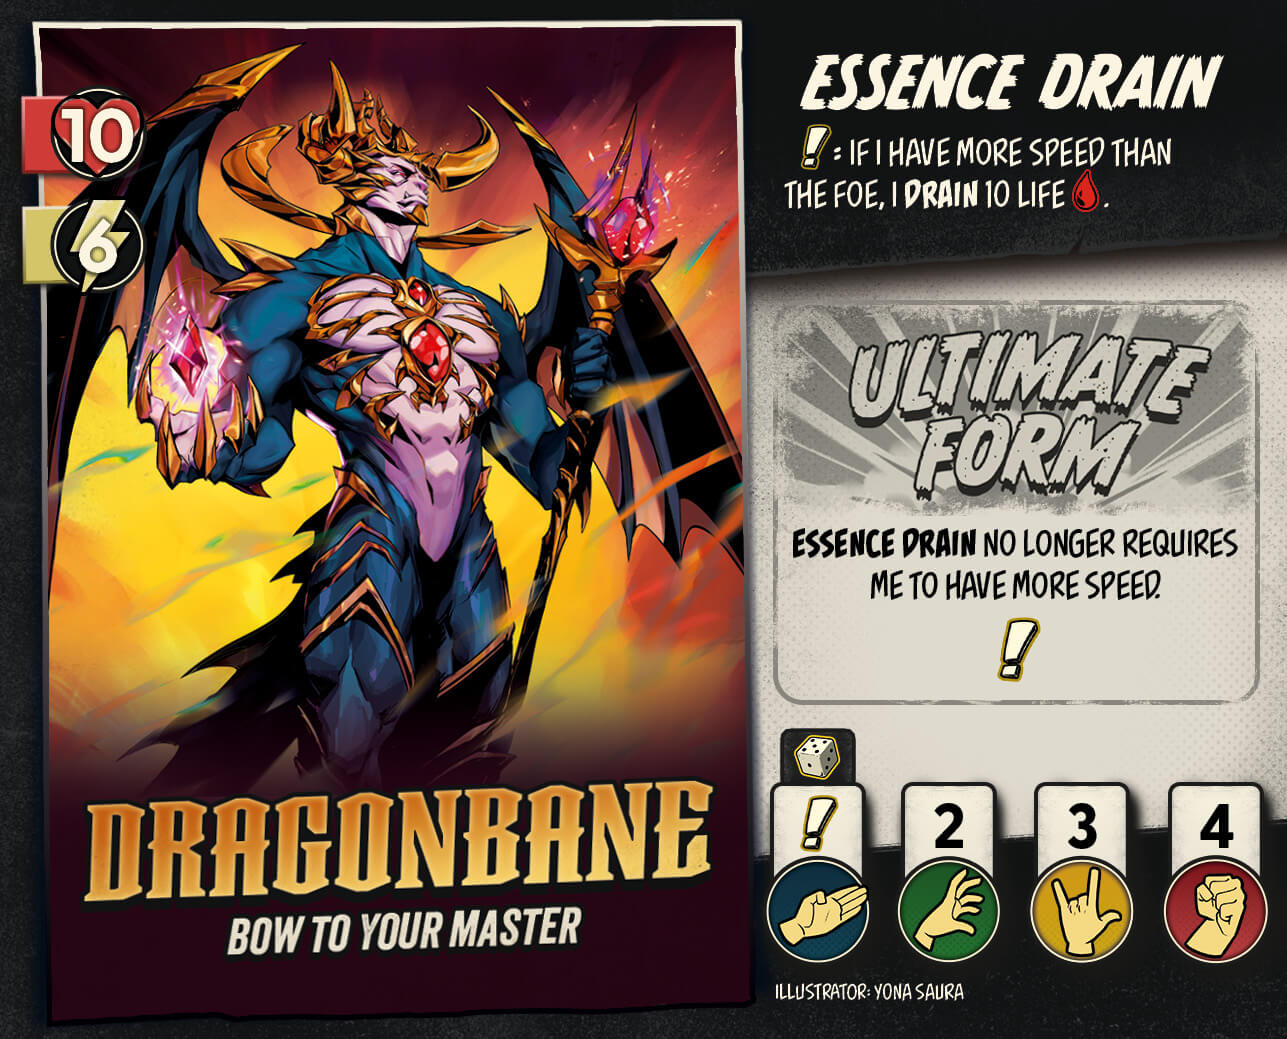 10
6
DRAGONBANE
BOW TO YOUR MASTER
ESSENCE DRAIN
! : IF I HAVE MORE SPEED THAN
THE FOE, I DRAIN 10 LIFE .
ULTIMATE
FORM
ESSENCE DRAIN NO LONGER REQUIRES
ME TO HAVE MORE SPEED.
!
! 2 3 4
ILLUSTRATOR: YONA SAURA